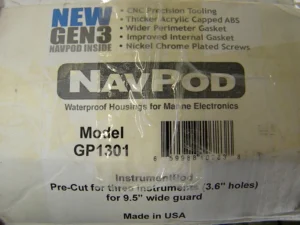 NEW
GEN3
NAVPOD INSIDE
• CNC Precision Tooling
• Thicker Acrylic Capped ABS
• Wider Perimeter Gasket
• Improved Internal Gasket
• Nickel Chrome Plated Screws
NAVPOD
Waterproof Housings for Marine Electronics
Model
GP1301
InstrumentPod
Pre-Cut for three instruments (3.6" holes)
for 9.5" wide guard
Made in USA